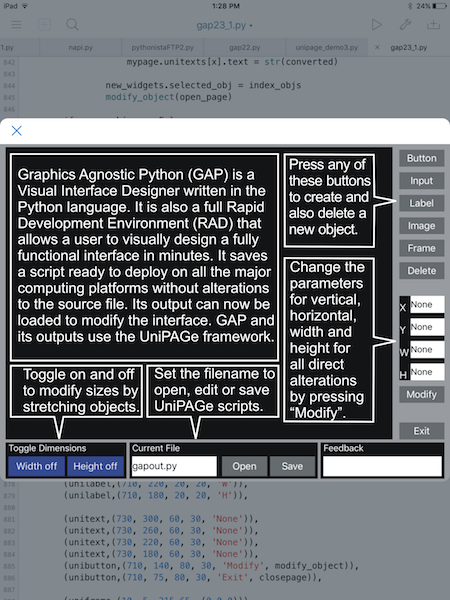 iPad
1:28 PM
24%
gap23_1.py
1.py
napi.py
pythonistaFTP2.py
gap22.py
unipage_demo3.py
× gap23_1.py
842 mypage.unitexts[x].text = str(converted)
843
844 new_widgets.selected_obj = index_objs
845 modify_object(open_page)
846
Graphics Agnostic Python (GAP) is a
Visual Interface Designer written in the
Python language. It is also a full Rapid
Development Environment (RAD) that
allows a user to visually design a fully
functional interface in minutes. It saves
a script ready to deploy on all the major
computing platforms without alterations
to the source file. Its output can now be
loaded to modify the interface. GAP and
its outputs use the UniPAGe framework.
Press any of
these buttons
to create and
also delete a
new object.
Change the
parameters
for vertical,
horizontal,
width and
height for
all direct
alterations
by pressing
“Modify”.
Toggle on and off
to modify sizes by
stretching objects.
Set the filename to
open, edit or save
UniPAGe scripts.
Button
Input
Label
Image
Frame
Delete
X None
Y None
W None
H None
Modify
Exit
Toggle Dimensions
Width off
Height off
Current File
gapout.py
Open
Save
Feedback
878 (unilabel,(710, 220, 20, 20, 'W')),
879 (unilabel,(710, 180, 20, 20, 'H')),
880
881 (unitext,(730, 300, 60, 30, 'None')),
882 (unitext,(730, 260, 60, 30, 'None')),
883 (unitext,(730, 220, 60, 30, 'None')),
884 (unitext,(730, 180, 60, 30, 'None')),
885 (unibutton,(710, 140, 80, 30, 'Modify', modify_object)),
886 (unibutton,(710, 75, 80, 30, 'Exit', closepage)),
887